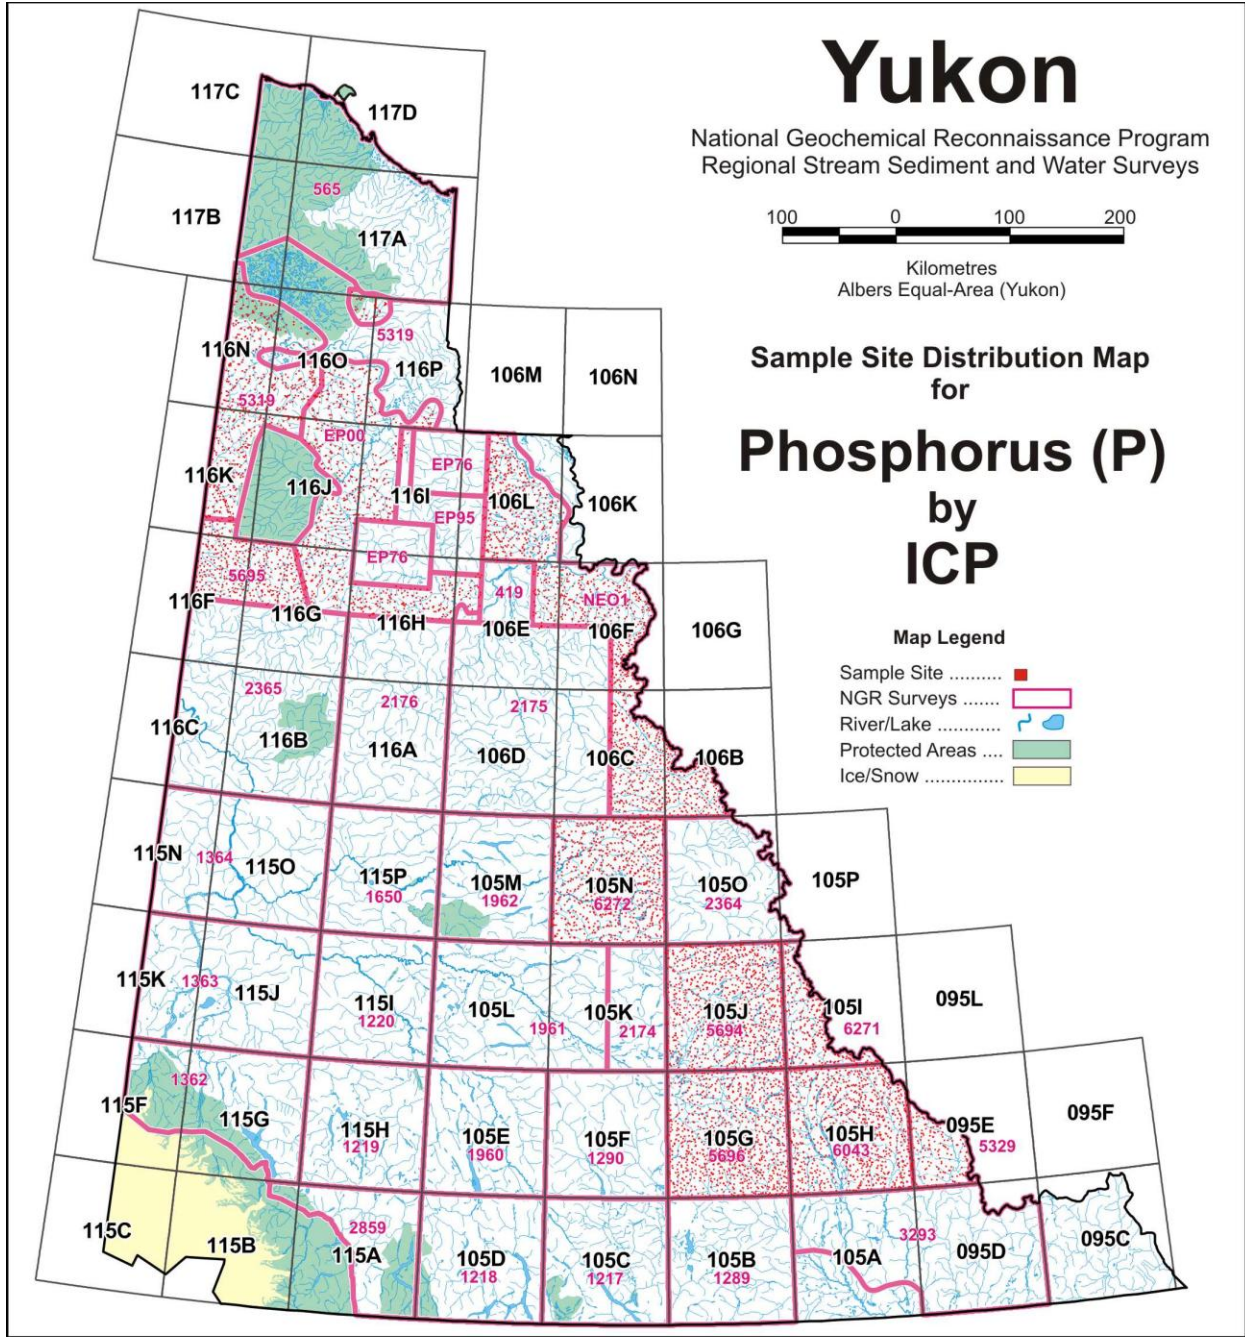 Yukon
National Geochemical Reconnaissance Program
Regional Stream Sediment and Water Surveys
100 0 100 200
Kilometres
Albers Equal-Area (Yukon)
Sample Site Distribution Map
for
Phosphorus (P)
by
ICP
Map Legend
Sample Site ..........
NGR Surveys .......
River/Lake ............
Protected Areas ....
Ice/Snow ...............
117C
117D
565
117B
117A
5319
116N
116O
116P
106M
106N
5319
EP00
EP76
116K
116J
116I
106L
106K
EP95
EP76
5695
419
NEO1
116F
116G
116H
106E
106F
106G
2365
2176
2175
116C
116B
116A
106D
106C
106B
115N
1364
115O
115P
1650
105M
1962
105N
6272
105O
2364
105P
115K
1363
115J
115I
1220
105L
1961
105K
2174
105J
5694
105I
6271
095L
1362
115F
115G
115H
1219
105E
1960
105F
1290
105G
5696
105H
6043
095E
5329
095F
115C
115B
2859
115A
105D
1218
105C
1217
105B
1289
105A
3293
095D
095C